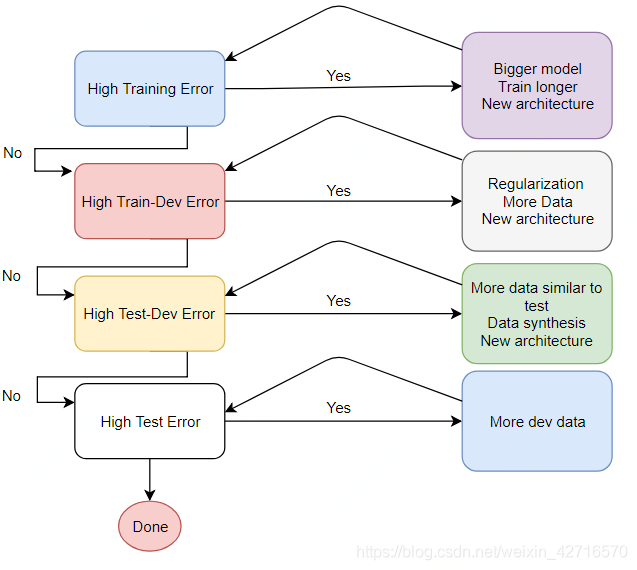 High Training Error
Yes
Bigger model
Train longer
New architecture
No
High Train-Dev Error
Yes
Regularization
More Data
New architecture
No
High Test-Dev Error
Yes
More data similar to
test
Data synthesis
New architecture
No
High Test Error
Yes
More dev data
Done
https://blog.csdn.net/weixin_42716570